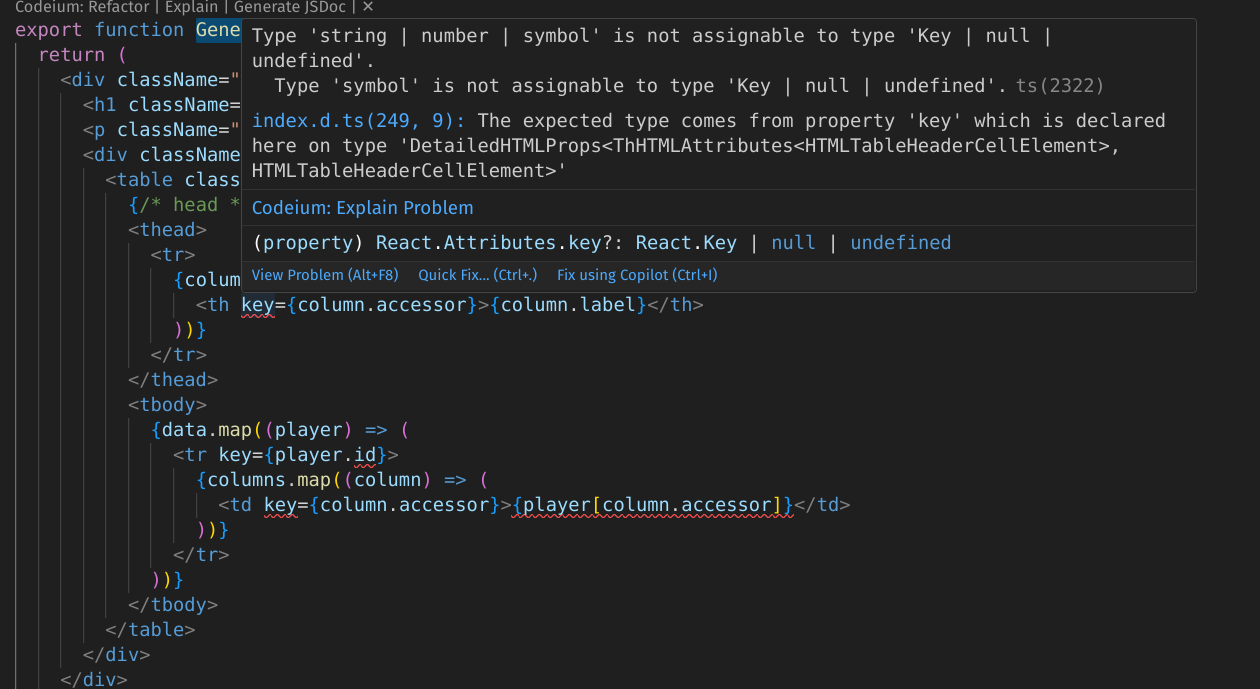 Codeium: Refactor | Explain | Generate JSDoc | ✕
export function Gene
Type 'string | number | symbol' is not assignable to type 'Key | null |
undefined'.
Type 'symbol' is not assignable to type 'Key | null | undefined'. ts(2322)
index.d.ts(249, 9): The expected type comes from property 'key' which is declared
here on type 'DetailedHTMLProps<ThHTMLAttributes<HTMLTableHeaderCellElement>,
HTMLTableHeaderCellElement>'
Codeium: Explain Problem
(property) React.Attributes.key?: React.Key | null | undefined
View Problem (Alt+F8) Quick Fix... (Ctrl+.) Fix using Copilot (Ctrl+I)
return (
<div className="
<h1 className=
<p className="
<div className
<table class
{/* head *
<thead>
<tr>
{colum
<th key={column.accessor}>{column.label}</th>
))}
</tr>
</thead>
<tbody>
{data.map((player) => (
<tr key={player.id}>
{columns.map((column) => (
<td key={column.accessor}>{player[column.accessor]}</td>
))}
</tr>
))}
</tbody>
</table>
</div>
</div>